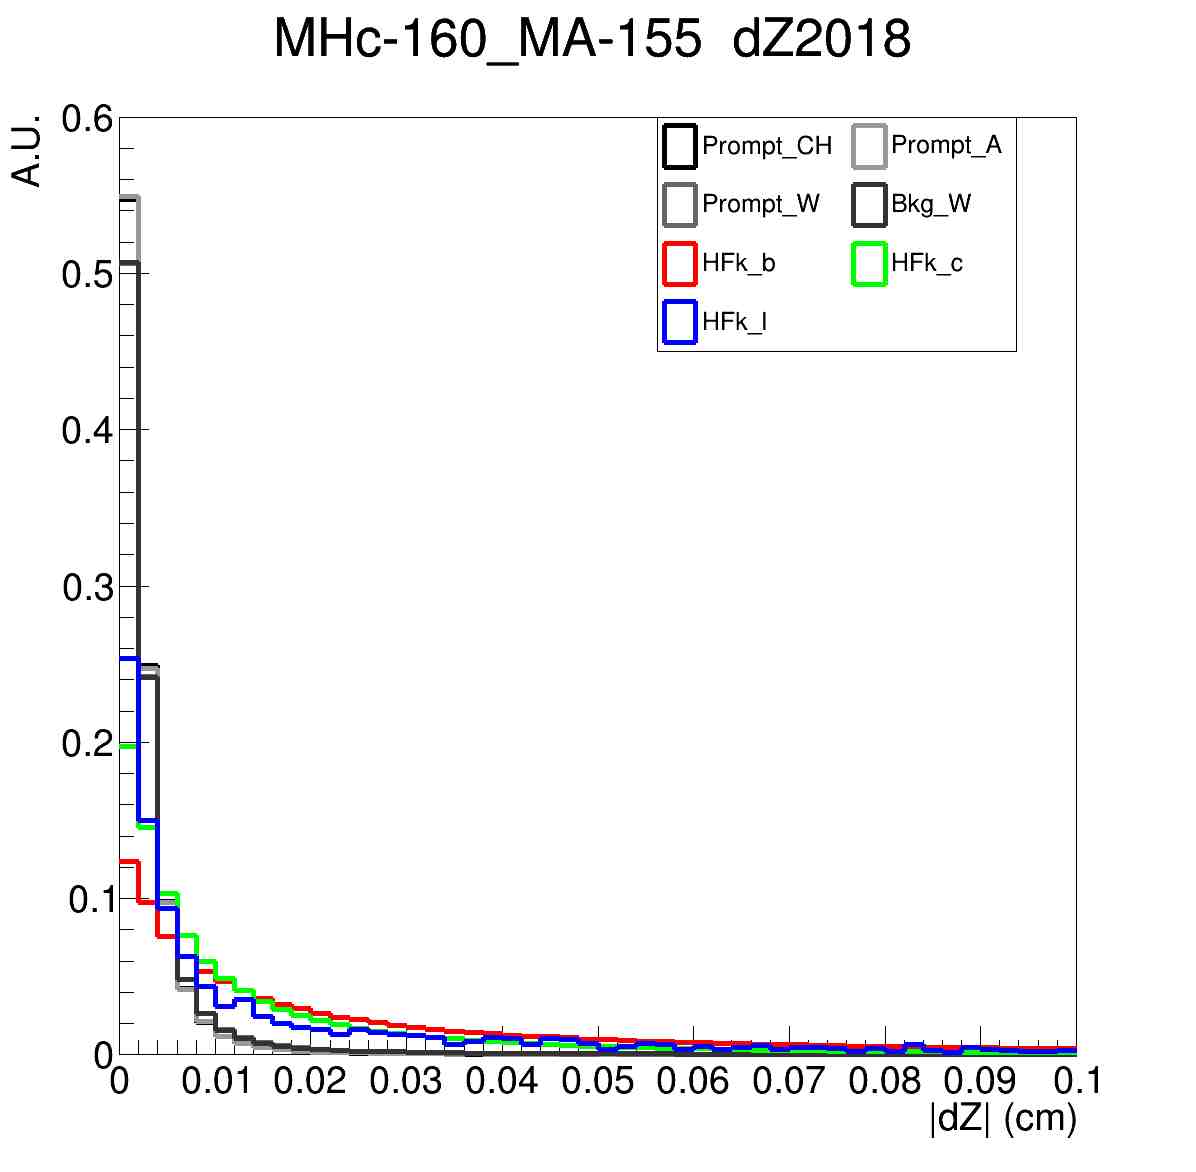 MHc-160_MA-155 dZ2018
A.U.
0.6
0.5
0.4
0.3
0.2
0.1
0
Prompt_CH Prompt_A
Prompt_W Bkg_W
HFk_b HFk_c
HFk_l
0 0.01 0.02 0.03 0.04 0.05 0.06 0.07 0.08 0.09 0.1
|dZ| (cm)